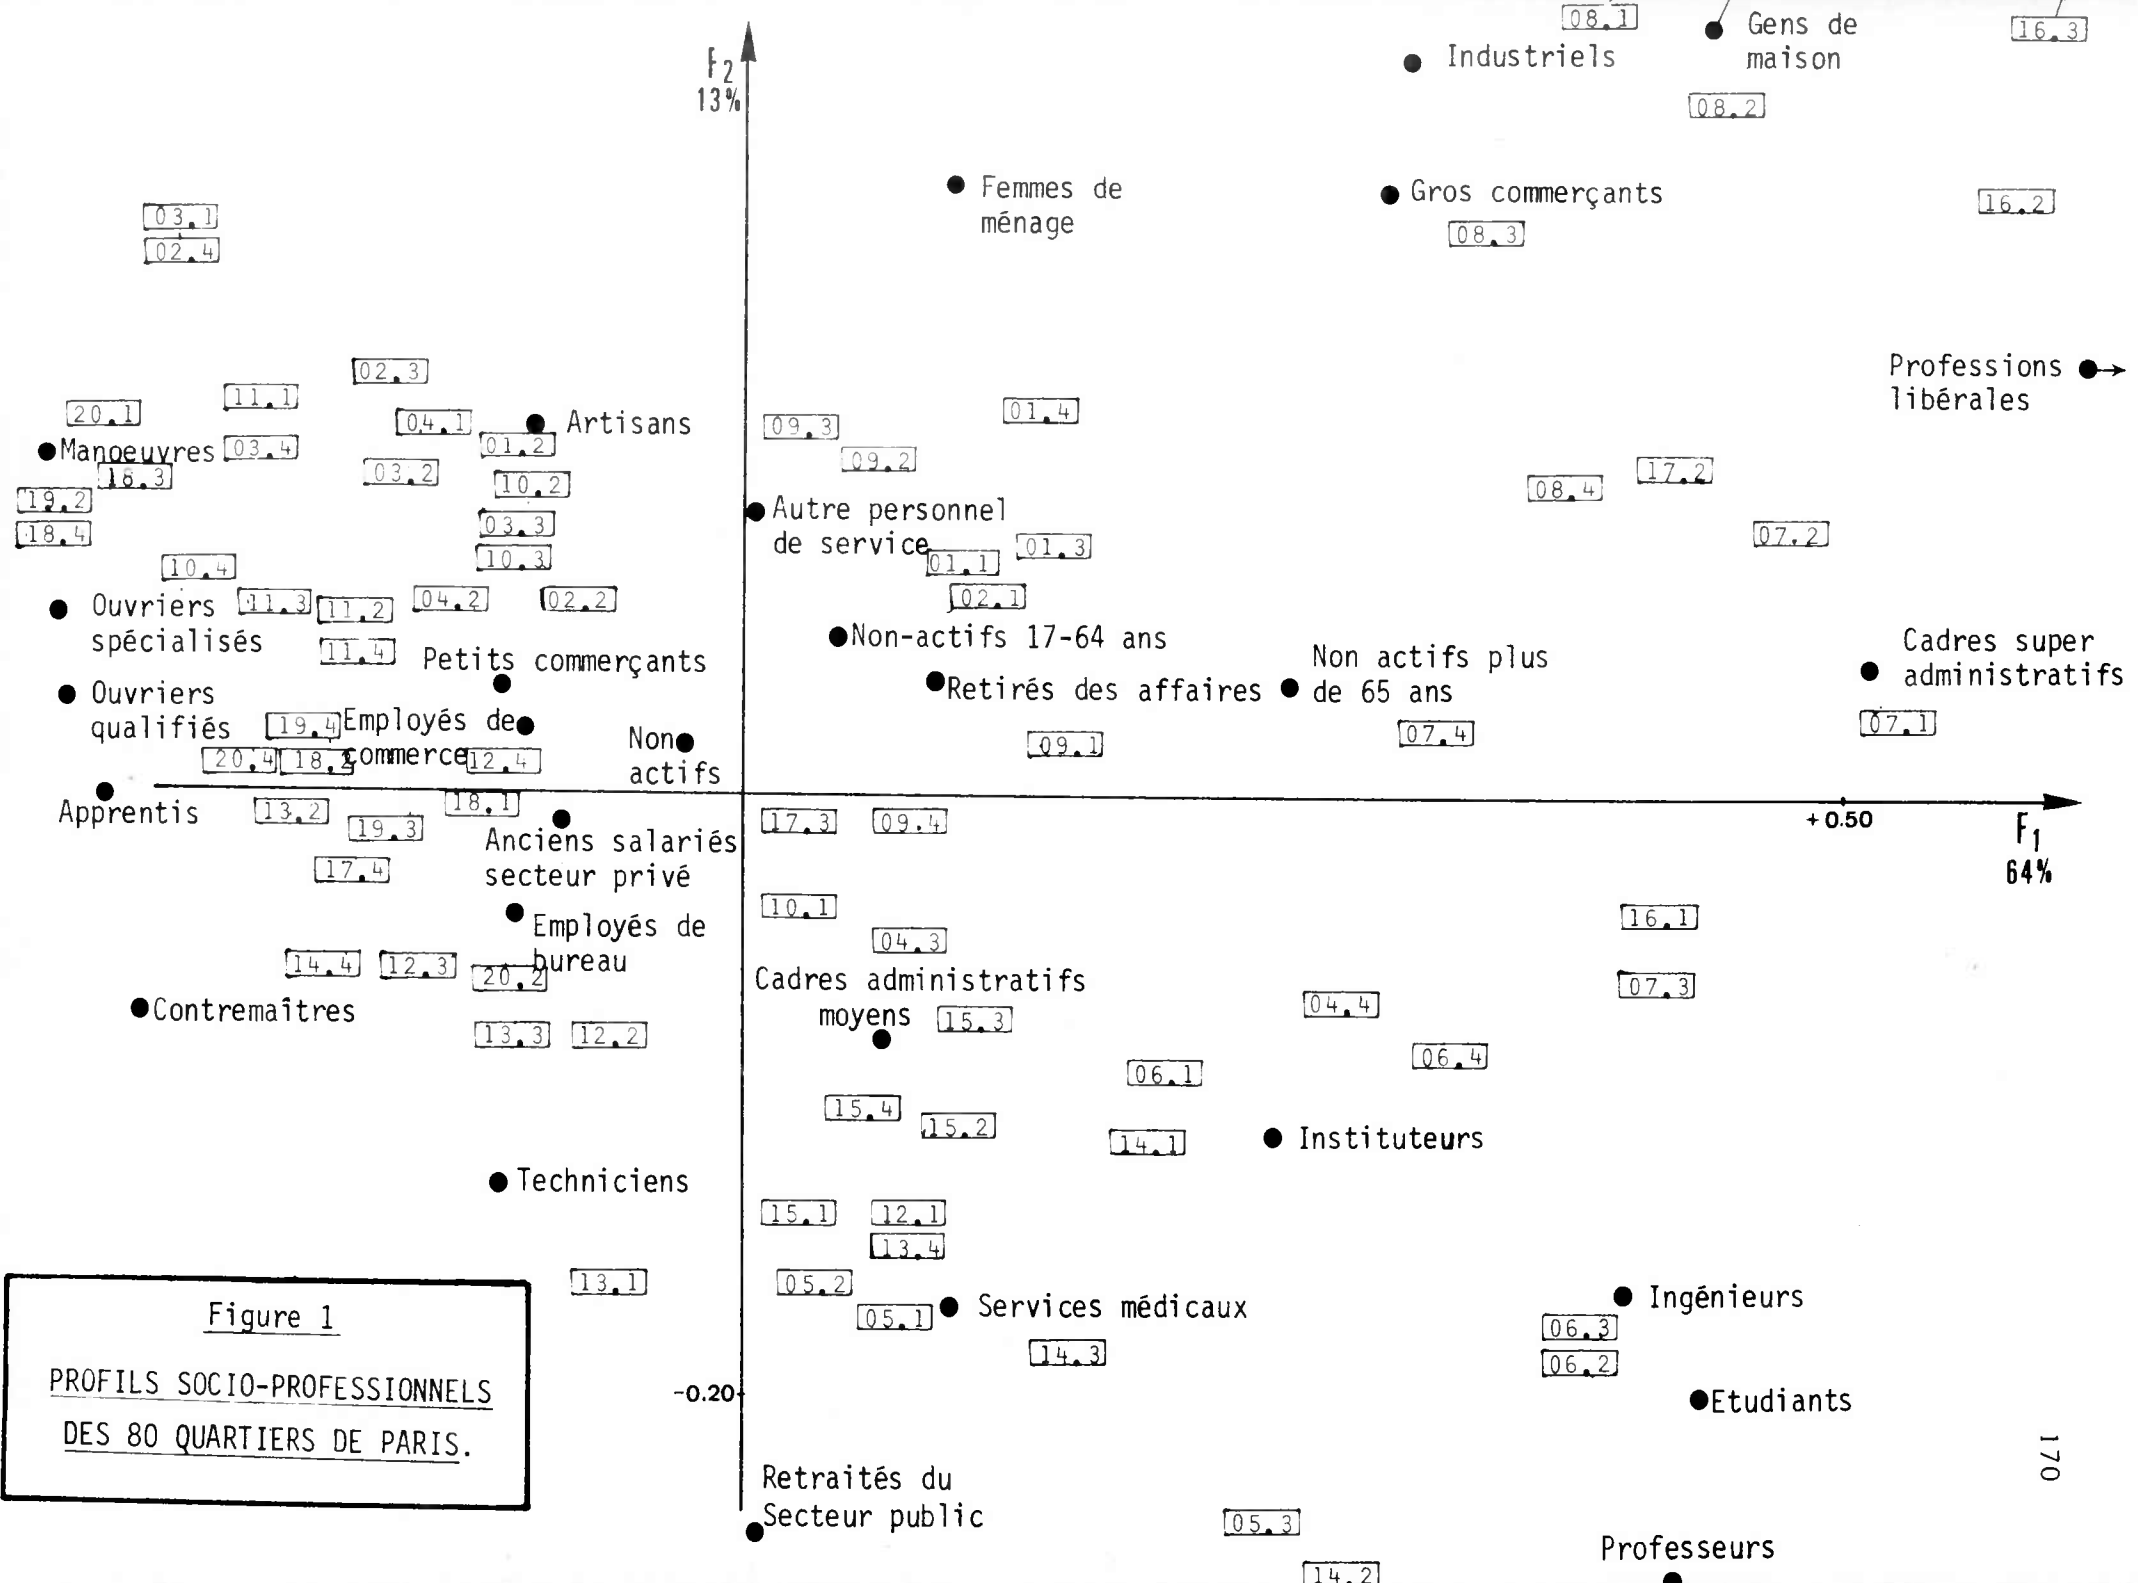 08.1
Gens de
maison
16.3
Industriels
F2
13%
08.2
Femmes de
ménage
Gros commerçants
16.2
03.1
02.4
08.3
02.3
Professions
libérales
11.1
20.1
04.1
Artisans
01.4
09.3
01.2
Manoeuvres
03.4
09.2
18.3
03.2
10.2
17.2
08.4
19.2
Autre personnel
de service
03.3
18.4
07.2
01.3
10.3
01.1
10.4
11.3
11.2
04.2
02.2
02.1
Ouvriers
spécialisés
Non-actifs 17-64 ans
11.4
Petits commerçants
Non actifs plus
de 65 ans
Cadres super
administratifs
Retirés des affaires
Ouvriers
qualifiés
19.4
Employés de
commerce
07.1
07.4
Non
actifs
09.1
20.4
18.2
12.4
Apprentis
13.2
18.1
19.3
17.3
09.4
+0.50
F1
64%
Anciens salariés
secteur privé
17.4
10.1
16.1
Employés de
bureau
04.3
14.4
12.3
20.2
Cadres administratifs
moyens
07.3
Contremaîtres
04.4
15.3
13.3
12.2
06.4
06.1
15.4
15.2
14.1
Instituteurs
Techniciens
15.1
12.1
13.4
13.1
05.2
Ingénieurs
05.1
Services médicaux
06.3
14.3
06.2
Figure 1
PROFILS SOCIO-PROFESSIONNELS
DES 80 QUARTIERS DE PARIS.
-0.20
Etudiants
170
Retraités du
Secteur public
05.3
Professeurs
14.2